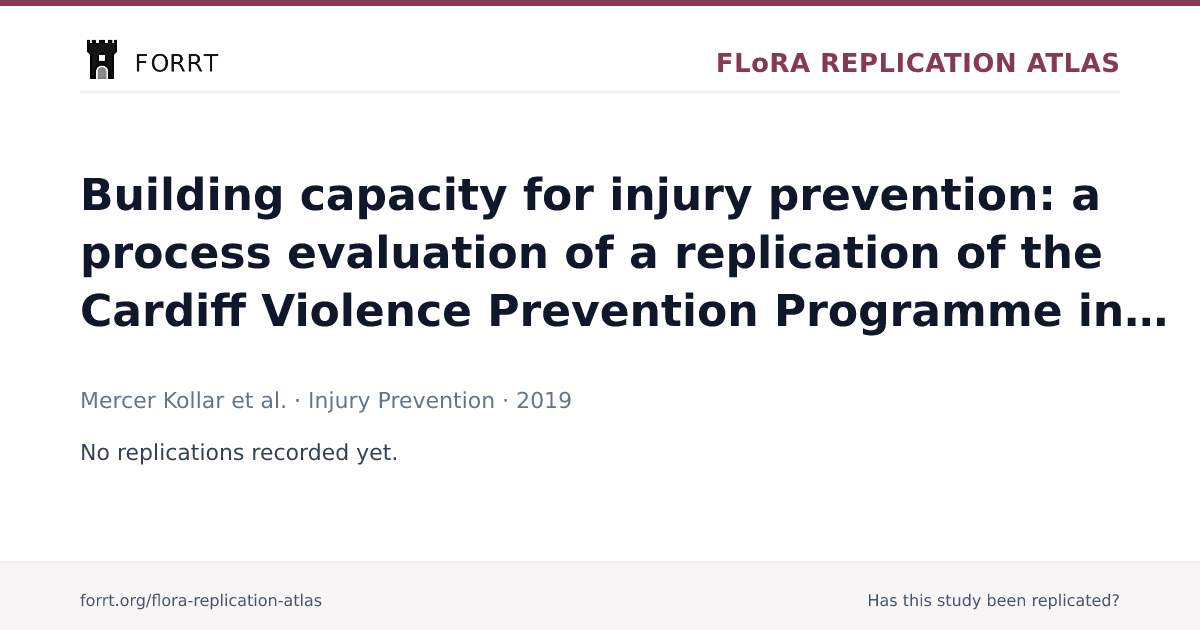 FORRT
FLoRA REPLICATION ATLAS
Building capacity for injury prevention: a
process evaluation of a replication of the
Cardiff Violence Prevention Programme in…
Mercer Kollar et al. · Injury Prevention · 2019
No replications recorded yet.
forrt.org/flora-replication-atlas
Has this study been replicated?